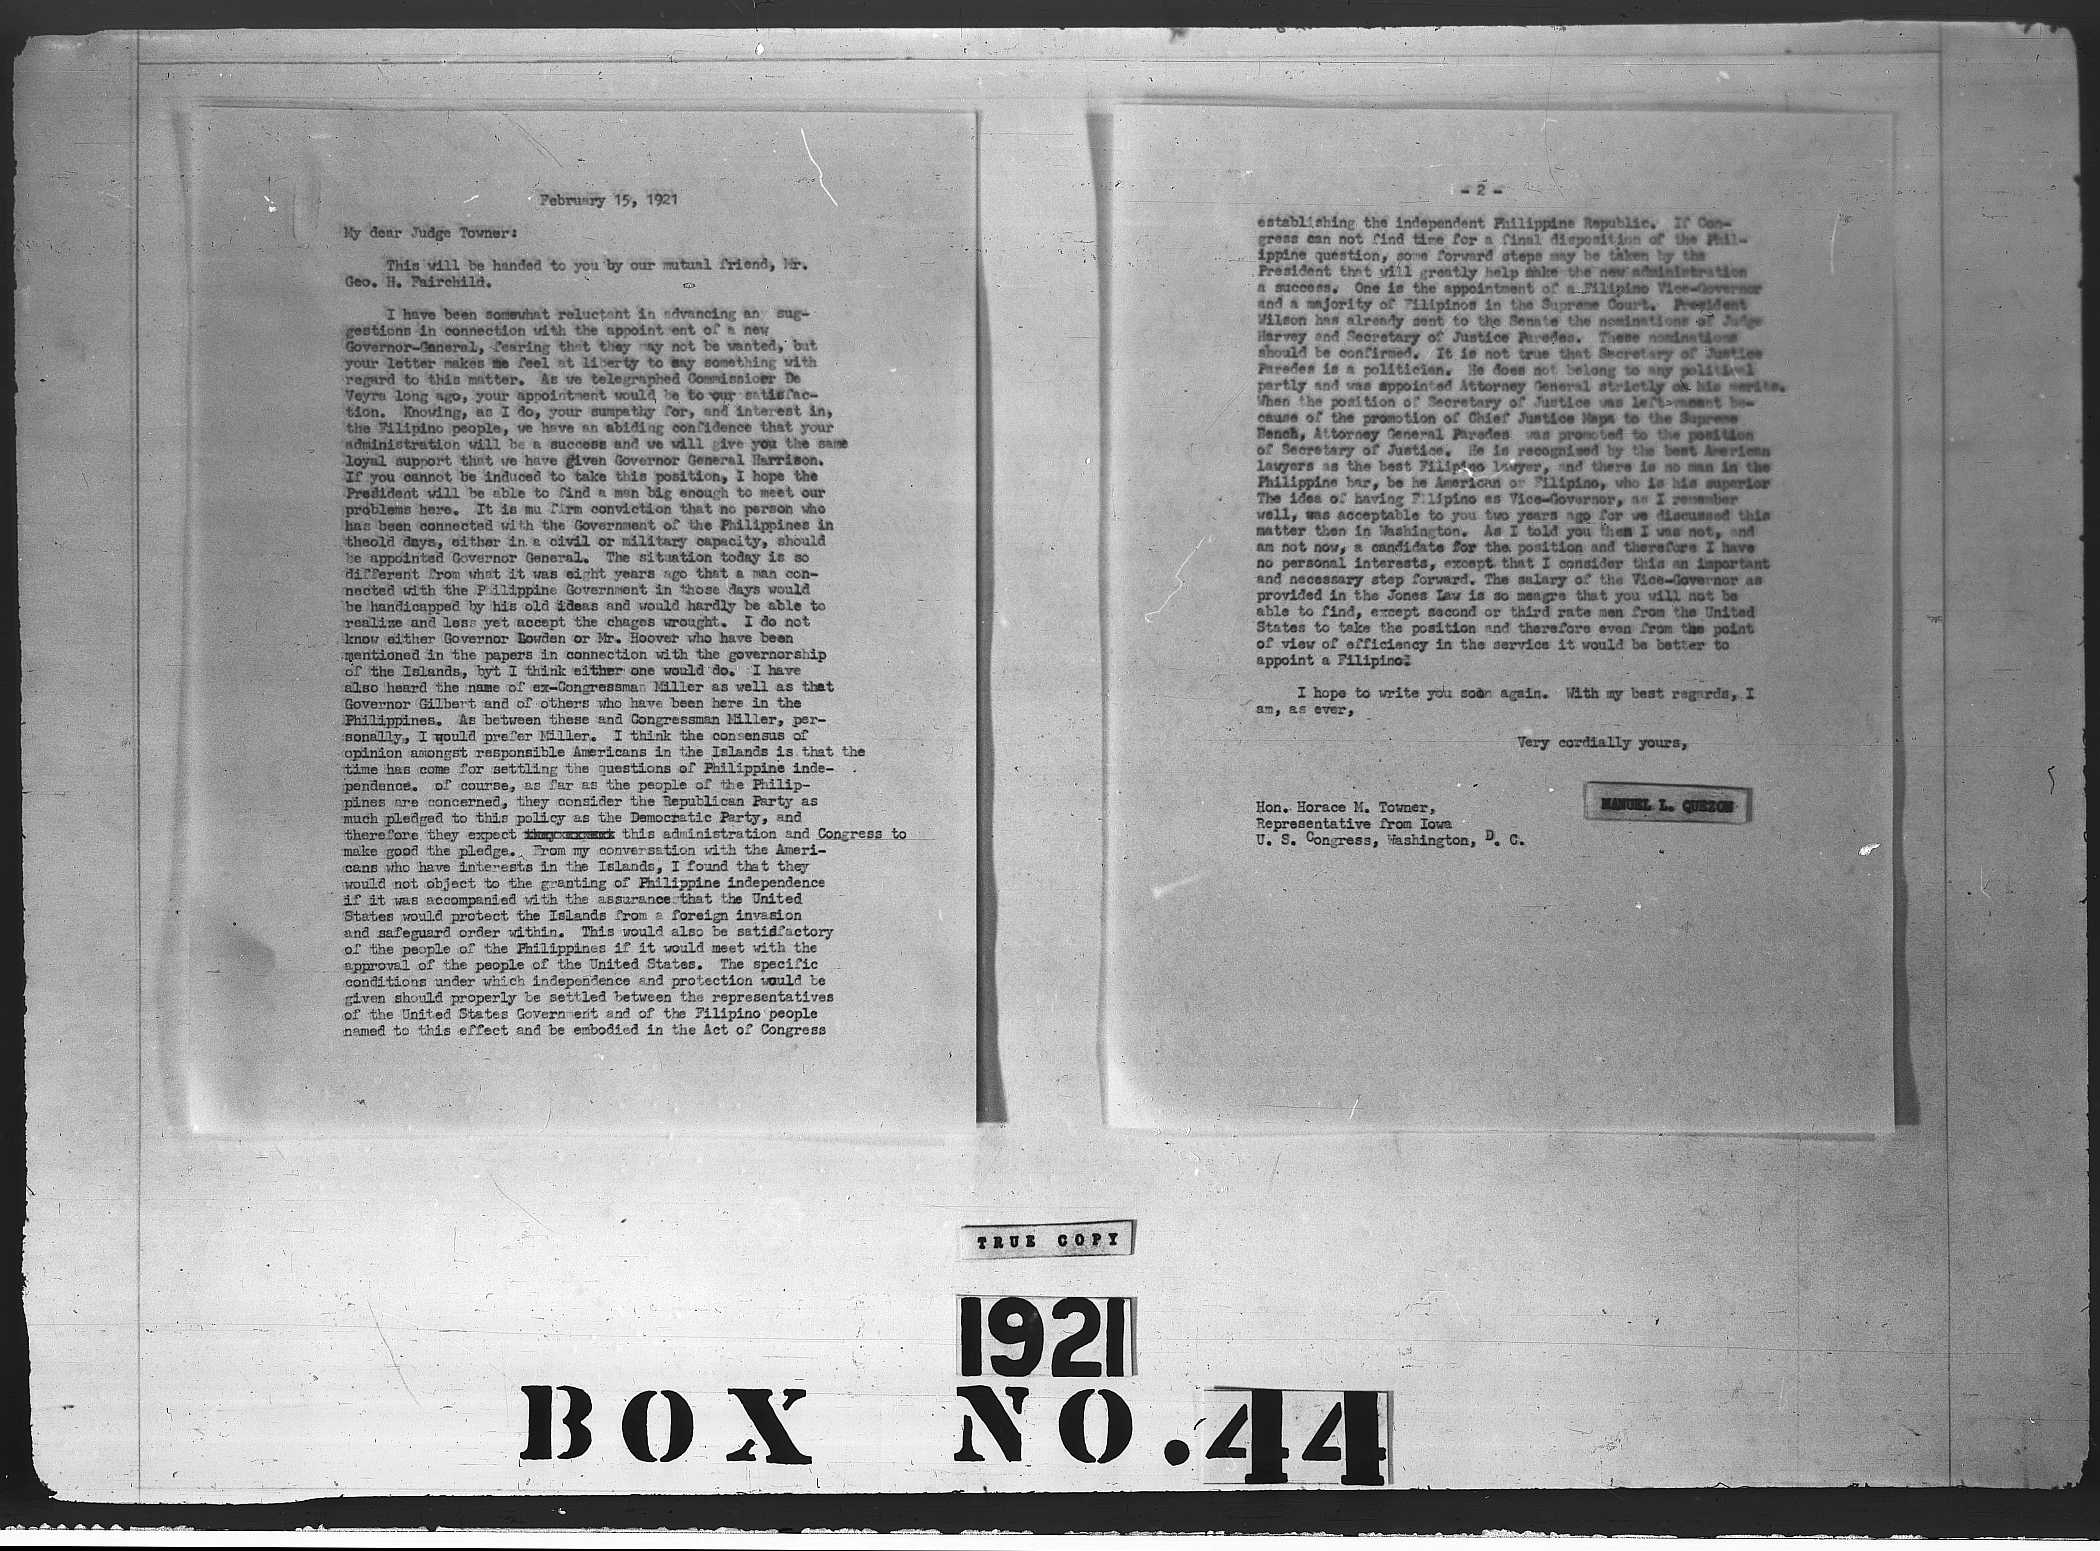 February 15, 1921
My dear Judge Towner:
This will be handed to you by our mutual friend, Mr.
Geo. H. Fairchild.
I have been somewhat reluctant in advancing any sug-
gestions in connection with the appointment of a new
Governor-General, fearing that they may not be wanted, but
your letter makes me feel at liberty to say something with
regard to this matter. As we telegraphed Commissioer De
Veyra long ago, your appointment would be to our satisfac-
tion. Knowing, as I do, your sumpathy for, and interest in,
the Filipino people, we have an abiding confidence that your
administration will be a success and we will give you the same
loyal support that we have given Governor General Harrison.
If you cannot be induced to take this position, I hope the
President will be able to find a man big enough to meet our
problems here. It is mu firm conviction that no person who
has been connected with the Government of the Philippines in
theold days, either in a civil or military capacity, should
be appointed Governor General. The situation today is so
different from what it was eight years ago that a man con-
nected with the Philippine Government in those days would
be handicapped by his old ideas and would hardly be able to
realize and less yet accept the chages wrought. I do not
know either Governor Lowden or Mr. Hoover who have been
mentioned in the papers in connection with the governorship
of the Islands, byt I think either one would do. I have
also heard the name of ex-Congressman Miller as well as that
Governor Gilbert and of others who have been here in the
Philippines. As between these and Congressman Miller, per-
sonally, I would prefer Miller. I think the consensus of
opinion amongst responsible Americans in the Islands is that the
time has come for settling the questions of Philippine inde-
pendence. of course, as far as the people of the Philip-
pines are concerned, they consider the Republican Party as
much pledged to this policy as the Democratic Party, and
therefore they expect this administration and Congress to
make good the pledge. From my conversation with the Ameri-
cans who have interests in the Islands, I found that they
would not object to the granting of Philippine independence
if it was accompanied with the assurance that the United
States would protect the Islands from a foreign invasion
and safeguard order within. This would also be satisfactory
of the people of the Philippines if it would meet with the
approval of the people of the United States. The specific
conditions under which independence and protection would be
given should properly be settled between the representatives
of the United States Government and of the Filipino people
named to this effect and be embodied in the Act of Congress
- 2 -
establishing the independent Philippine Republic. If Con-
gress can not find time for a final disposition of the Phil-
ippine question, some forward steps may be taken by the
President that will greatly help make the new administration
a success. One is the appointment of a Filipino Vice-Governor
and a majority of Filipinos in the Supreme Court. President
Wilson has already sent to the Senate the nominations of Judge
Harvey and Secretary of Justice Paredes. These nominations
should be confirmed. It is not true that Secretary of Justice
Paredes is a politician. He does not belong to any political
partly and was appointed Attorney General strictly on his merits.
When the position of Secretary of Justice was left vacant be-
cause of the promotion of Chief Justice Mapa to the Supreme
Bench, Attorney General Paredes was promoted to the position
of Secretary of Justice. He is recognized by the best American
lawyers as the best Filipino lawyer, and there is no man in the
Philippine bar, be he American or Filipino, who is his superior
The idea of having Filipino as Vice-Governor, as I remember
well, was acceptable to you two years ago for we discussed this
matter then in Washington. As I told you then I was not, and
am not now, a candidate for the position and therefore I have
no personal interests, except that I consider this an important
and necessary step forward. The salary of the Vice-Governor as
provided in the Jones Law is so meagre that you will not be
able to find, except second or third rate men from the United
States to take the position and therefore even from the point
of view of efficiency in the service it would be better to
appoint a Filipino.
I hope to write you soon again. With my best regards, I
am, as ever,
Very cordially yours,
MANUEL L. QUEZON
Hon. Horace M. Towner,
Representative from Iowa
U. S. Congress, Washington, D. C.
TRUE COPY
1921
BOX NO. 44